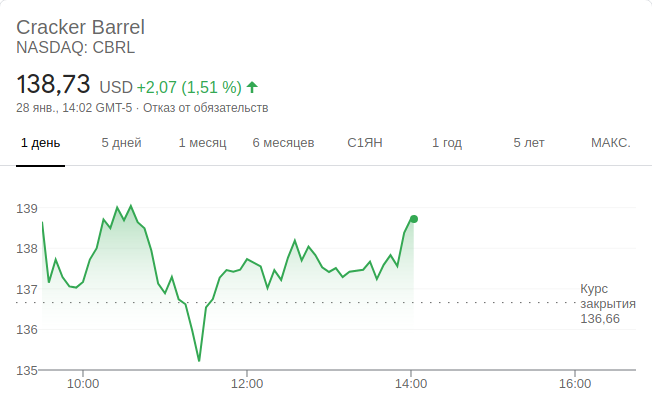 Cracker Barrel
NASDAQ: CBRL
138,73 USD +2,07 (1,51 %)
28 янв., 14:02 GMT-5 · Отказ от обязательств
1 день 5 дней 1 месяц 6 месяцев С1ЯН 1 год 5 лет МАКС.
139
138
137
136
135
Курс
закрытия
136,66
10:00 12:00 14:00 16:00